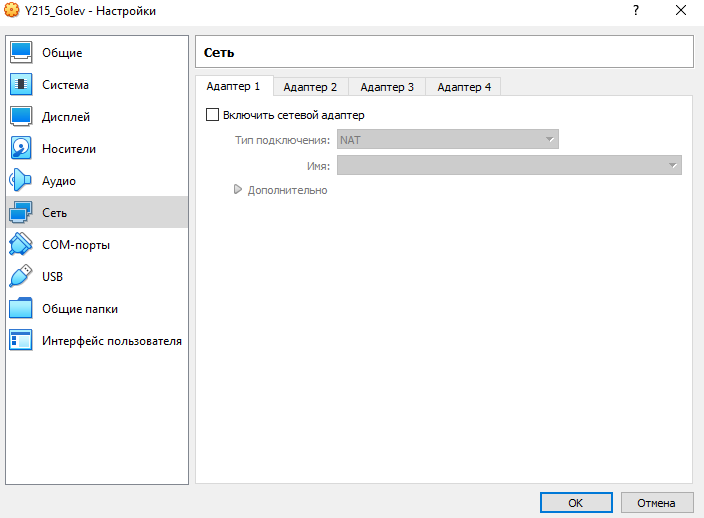 Y215_Golev - Настройки
?
Общие
Система
Дисплей
Носители
Аудио
Сеть
COM-порты
USB
Общие папки
Интерфейс пользователя
Сеть
Адаптер 1 Адаптер 2 Адаптер 3 Адаптер 4
Включить сетевой адаптер
Тип подключения: NAT
Имя:
Дополнительно
OK Отмена